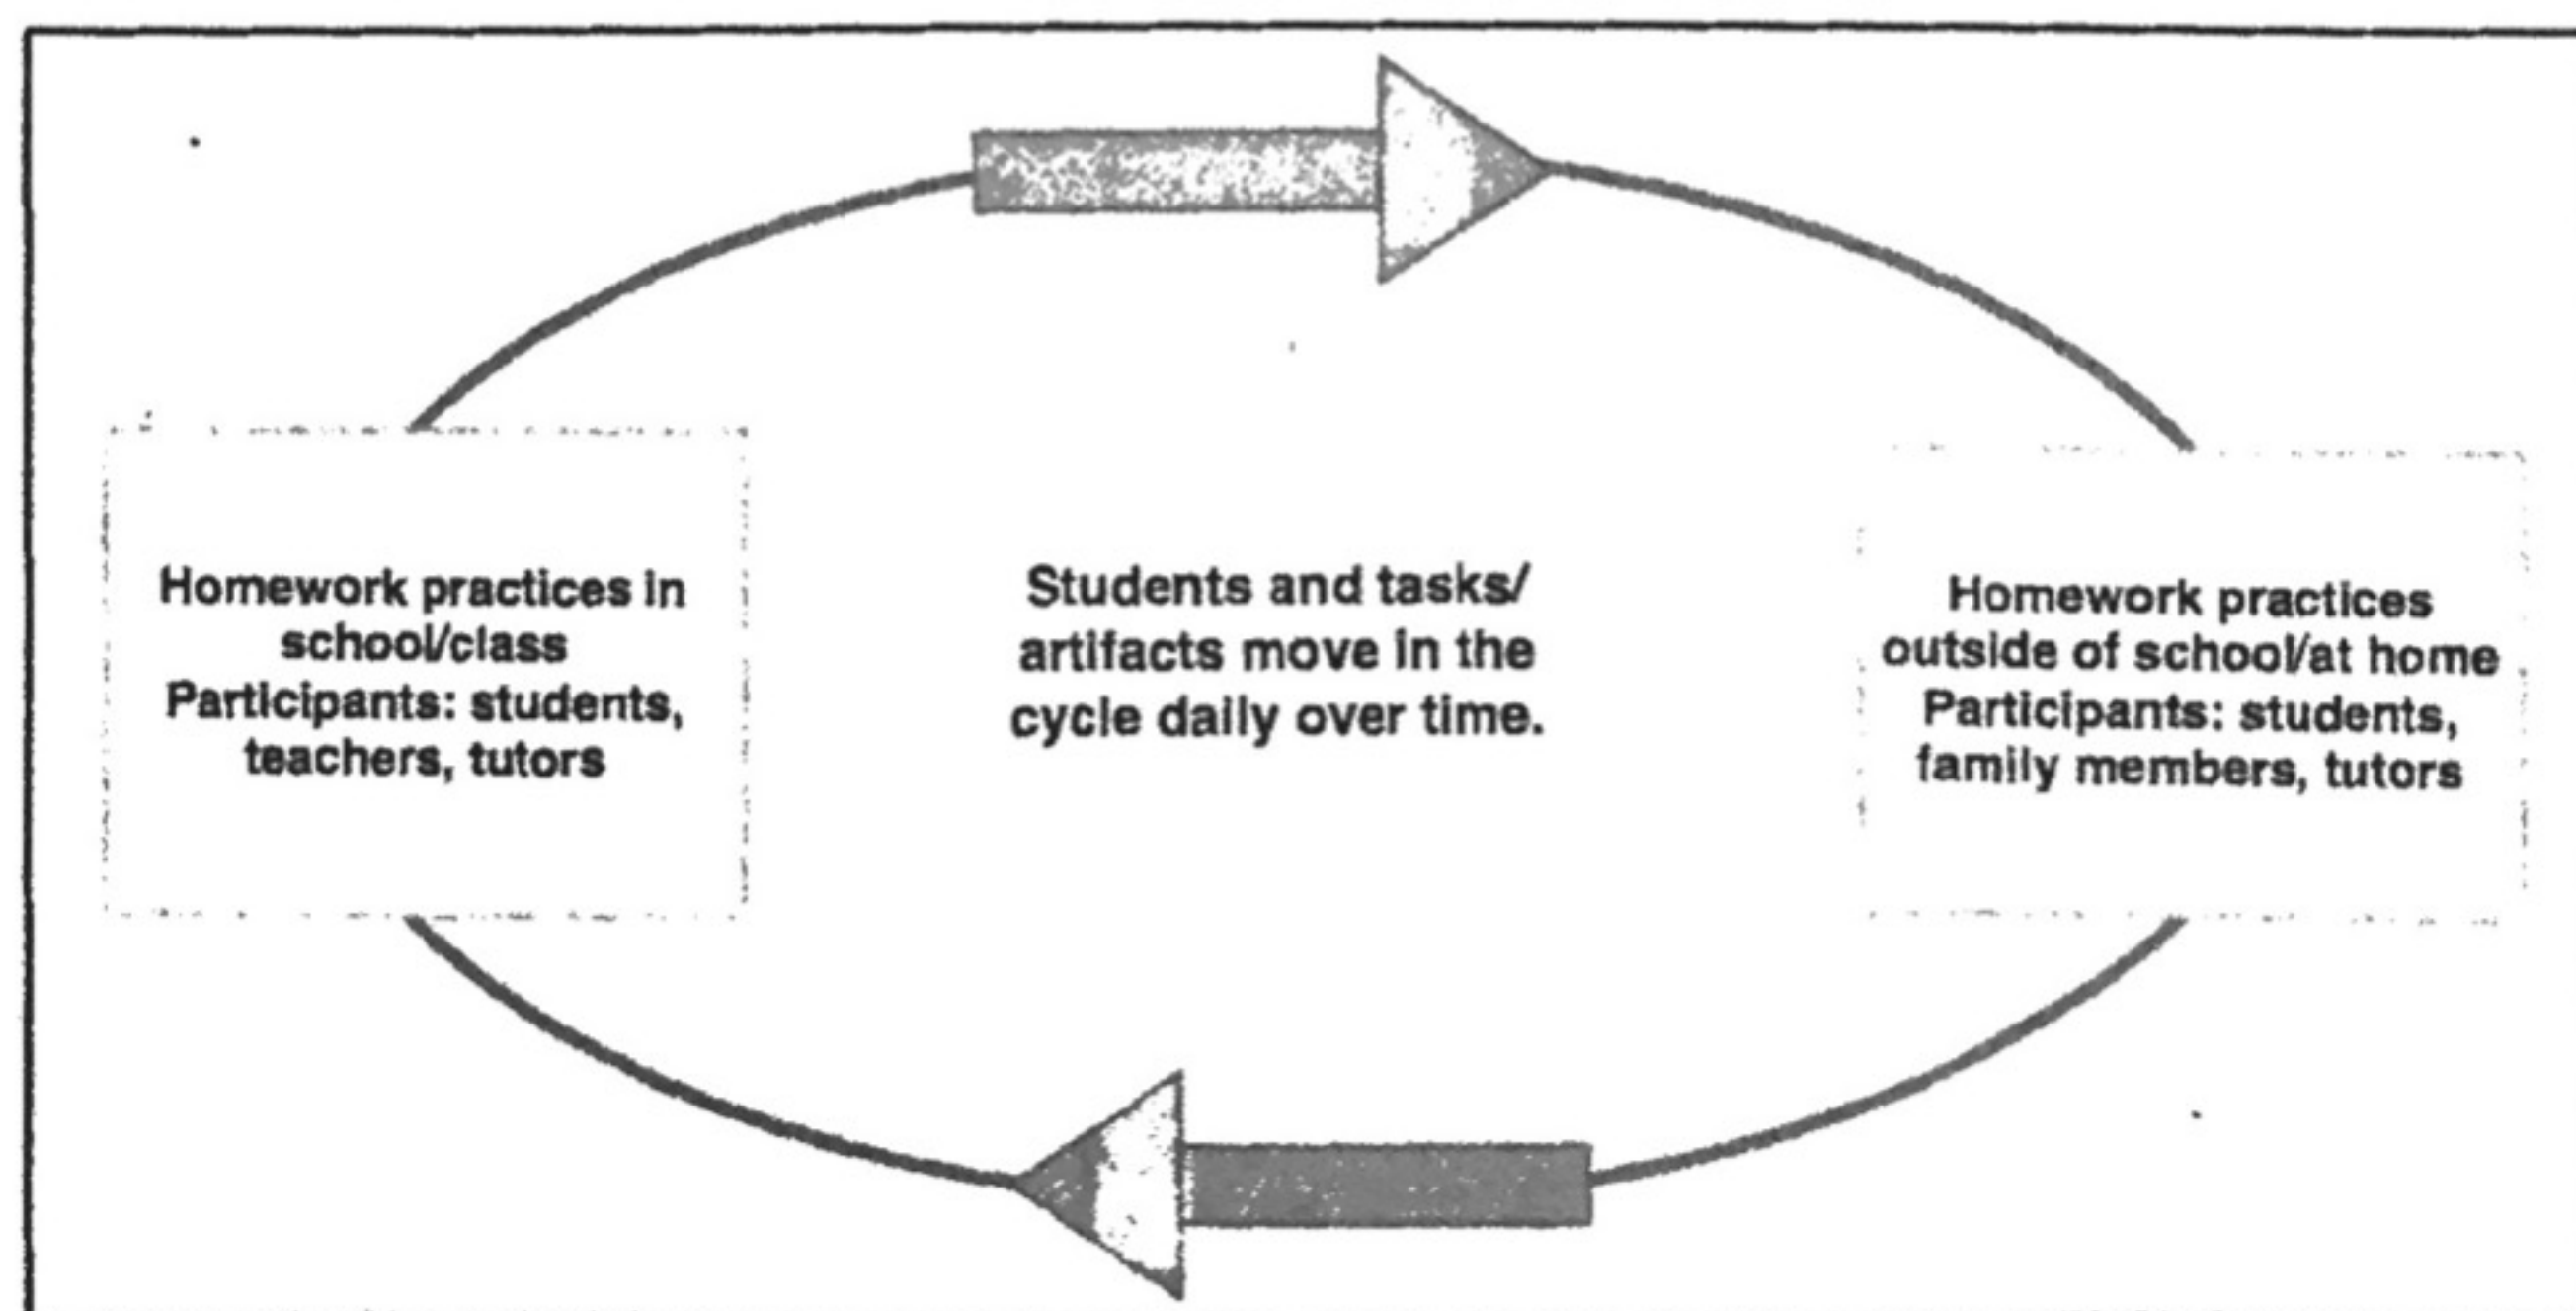 Homework practices in
school/class
Participants: students,
teachers, tutors
Students and tasks/
artifacts move in the
cycle daily over time.
Homework practices
outside of school/at home
Participants: students,
family members, tutors